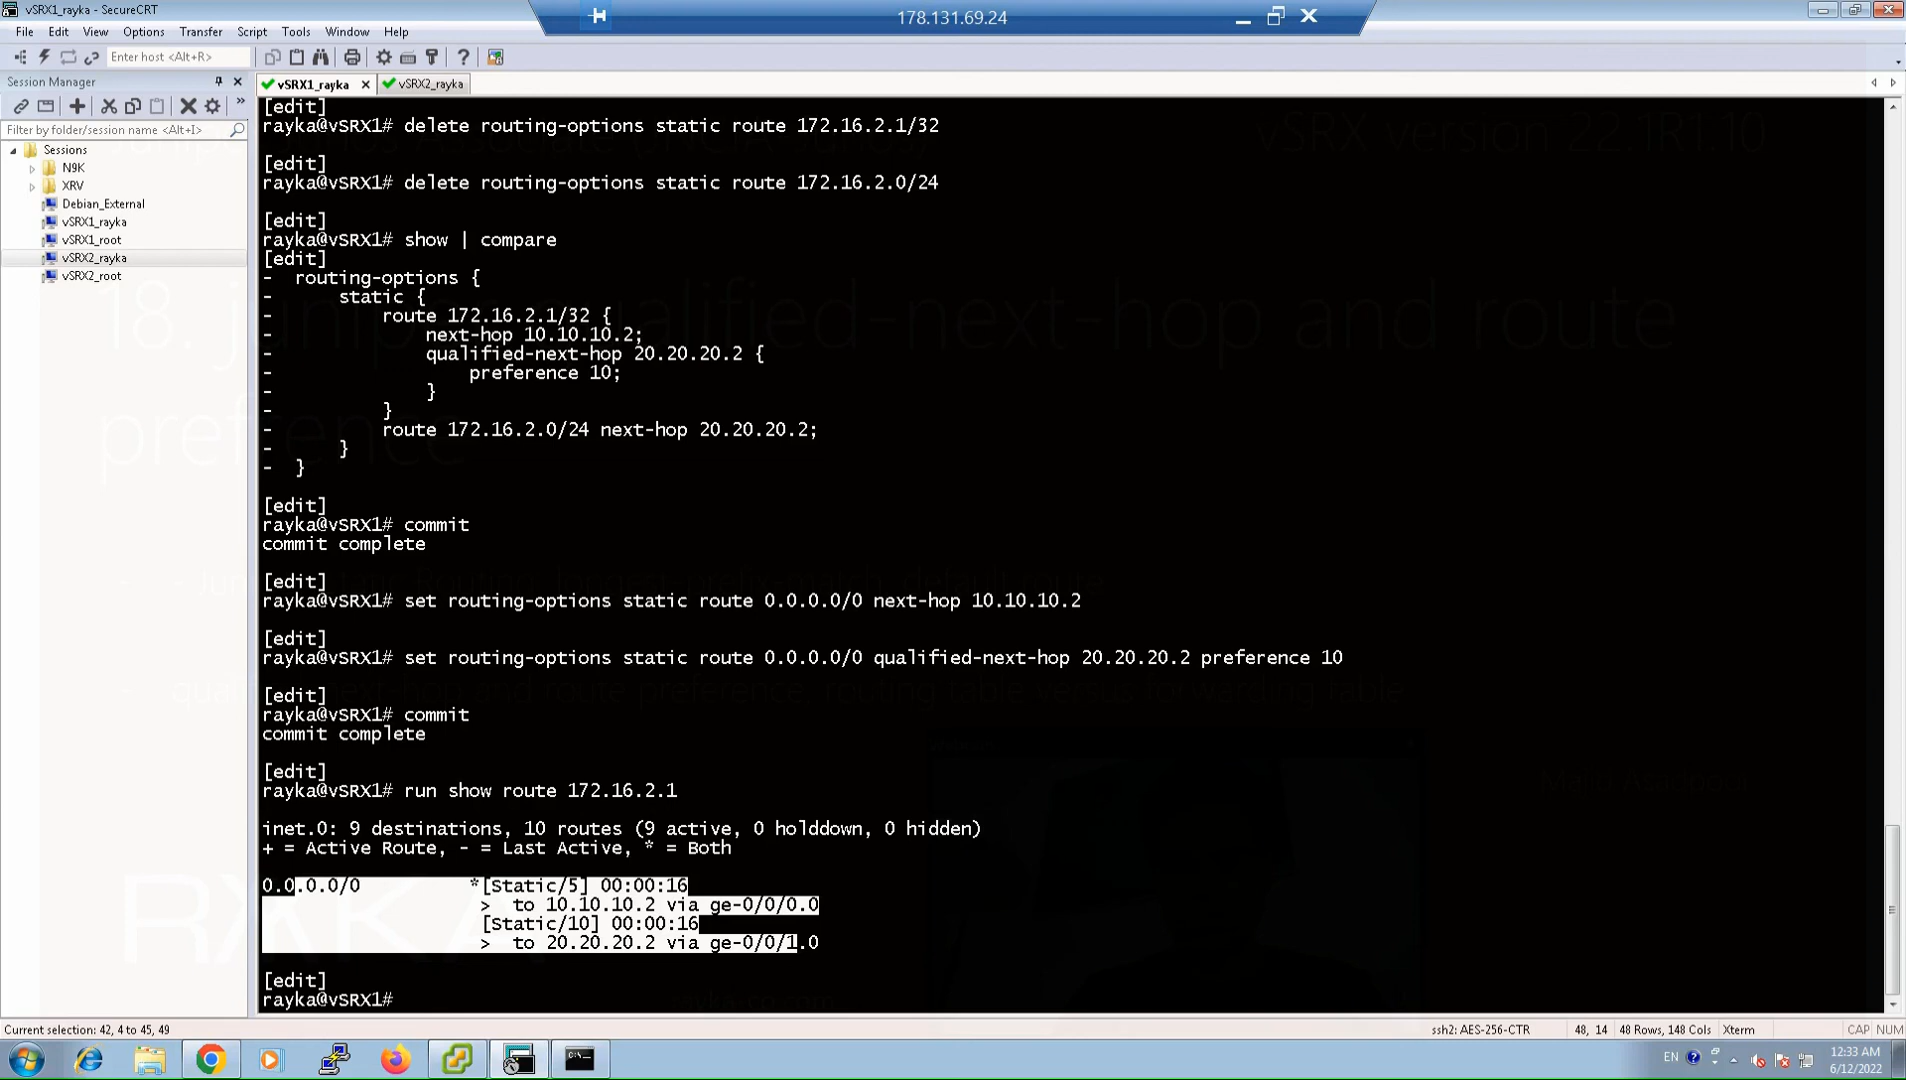 vSRX1_rayka - SecureCRT
178.131.69.24
File Edit View Options Transfer Script Tools Window Help
Enter host <Alt+R>
Session Manager
vSRX1_rayka
vSRX2_rayka
Filter by folder/session name <Alt+I>
Sessions
N9K
XRV
Debian_External
vSRX1_rayka
vSRX1_root
vSRX2_rayka
vSRX2_root
[edit]
rayka@vSRX1# delete routing-options static route 172.16.2.1/32
[edit]
rayka@vSRX1# delete routing-options static route 172.16.2.0/24
[edit]
rayka@vSRX1# show | compare
[edit]
-  routing-options {
-      static {
-          route 172.16.2.1/32 {
-              next-hop 10.10.10.2;
-              qualified-next-hop 20.20.20.2 {
-                  preference 10;
-              }
-          }
-          route 172.16.2.0/24 next-hop 20.20.20.2;
-      }
-  }
[edit]
rayka@vSRX1# commit
commit complete
[edit]
rayka@vSRX1# set routing-options static route 0.0.0.0/0 next-hop 10.10.10.2
[edit]
rayka@vSRX1# set routing-options static route 0.0.0.0/0 qualified-next-hop 20.20.20.2 preference 10
[edit]
rayka@vSRX1# commit
commit complete
[edit]
rayka@vSRX1# run show route 172.16.2.1
inet.0: 9 destinations, 10 routes (9 active, 0 holddown, 0 hidden)
+ = Active Route, - = Last Active, * = Both
0.0.0.0/0          *[Static/5] 00:00:16
                    >  to 10.10.10.2 via ge-0/0/0.0
                    [Static/10] 00:00:16
                    >  to 20.20.20.2 via ge-0/0/1.0
[edit]
rayka@vSRX1#
vSRX version 22.1R1.10
Current selection: 42, 4 to 45, 49
ssh2: AES-256-CTR
48, 14
48 Rows, 148 Cols
Xterm
CAP NUM
EN
12:33 AM
6/12/2022